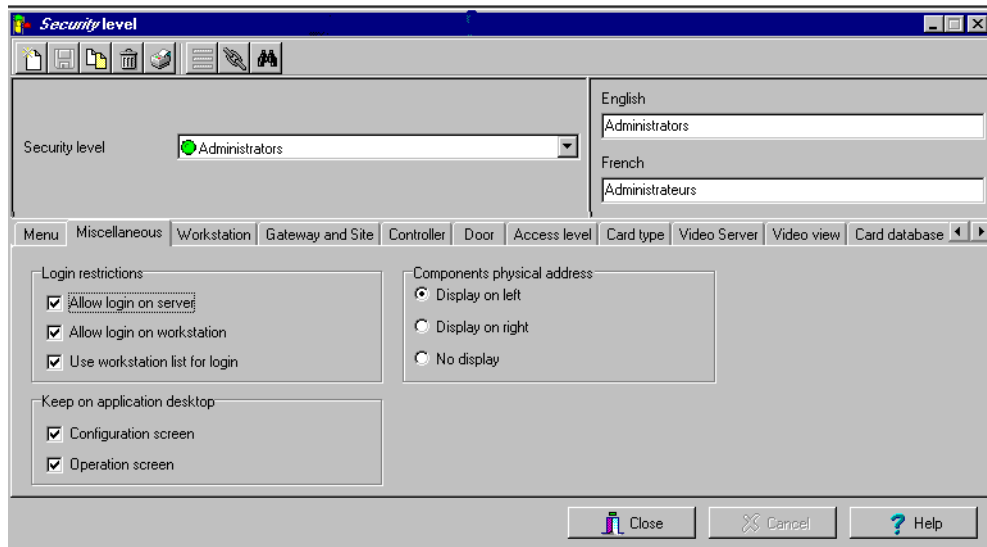 Security level
English
Administrators
Security level
Administrators
French
Administrateurs
Menu Miscellaneous Workstation Gateway and Site Controller Door Access level Card type Video Server Video view Card database
Login restrictions
Allow login on server
Allow login on workstation
Use workstation list for login
Components physical address
Display on left
Display on right
No display
Keep on application desktop
Configuration screen
Operation screen
Close Cancel Help